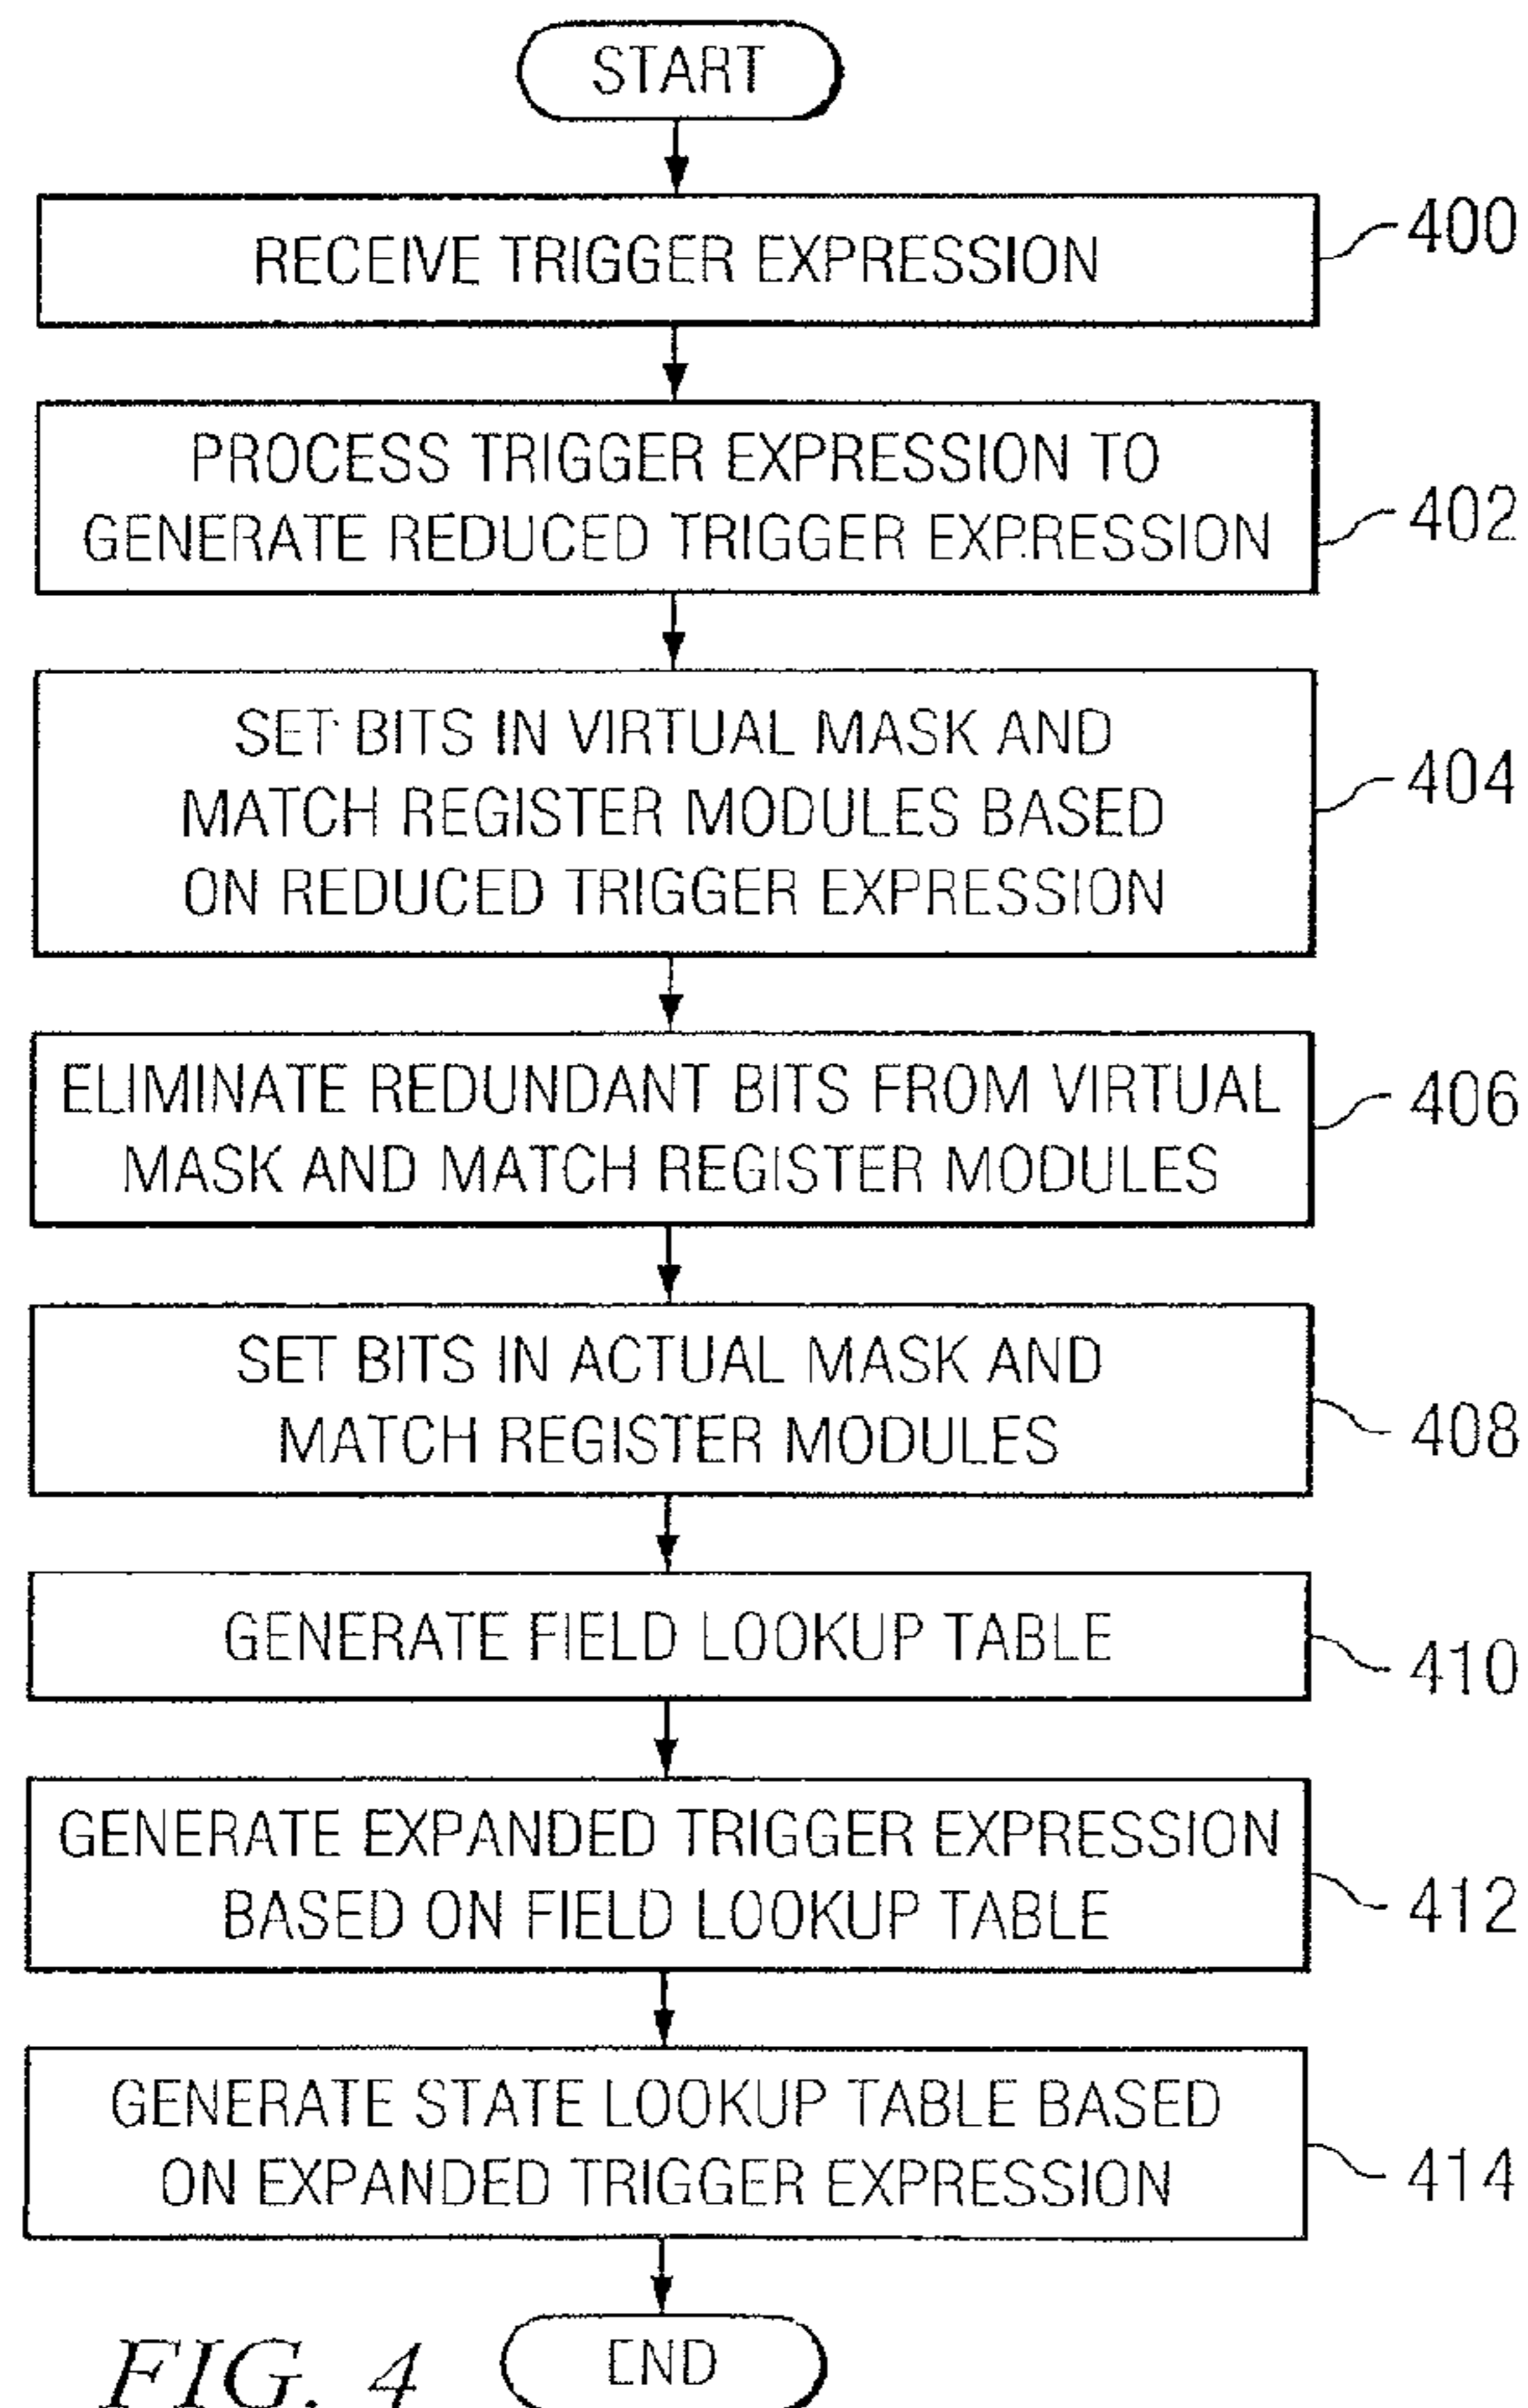 START
RECEIVE TRIGGER EXPRESSION
400
PROCESS TRIGGER EXPRESSION TO
GENERATE REDUCED TRIGGER EXPRESSION
402
SET BITS IN VIRTUAL MASK AND
MATCH REGISTER MODULES BASED
ON REDUCED TRIGGER EXPRESSION
404
ELIMINATE REDUNDANT BITS FROM VIRTUAL
MASK AND MATCH REGISTER MODULES
406
SET BITS IN ACTUAL MASK AND
MATCH REGISTER MODULES
408
GENERATE FIELD LOOKUP TABLE
410
GENERATE EXPANDED TRIGGER EXPRESSION
BASED ON FIELD LOOKUP TABLE
412
GENERATE STATE LOOKUP TABLE BASED
ON EXPANDED TRIGGER EXPRESSION
414
END
FIG. 4